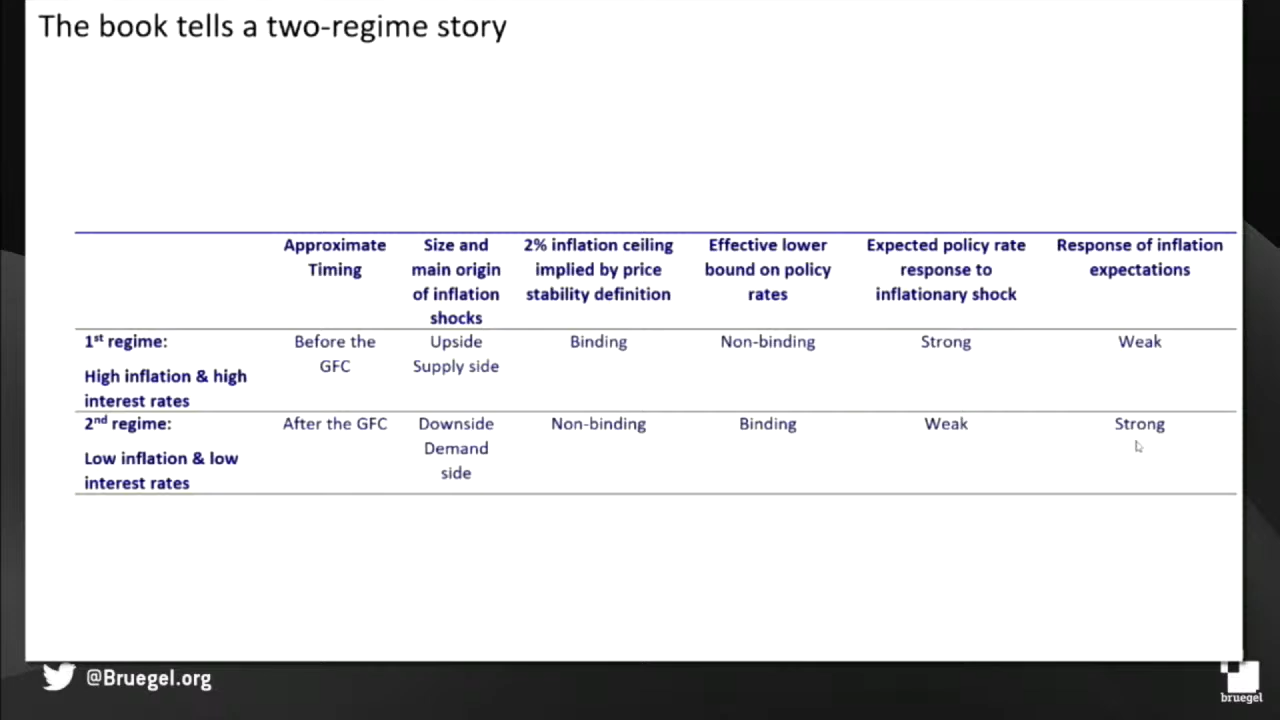 The book tells a two-regime story
Approximate Timing	Size and main origin of inflation shocks	2% inflation ceiling implied by price stability definition	Effective lower bound on policy rates	Expected policy rate response to inflationary shock	Response of inflation expectations
1st regime:	Before the GFC	Upside Supply side	Binding	Non-binding	Strong	Weak
High inflation & high
interest rates
2nd regime:	After the GFC	Downside Demand side	Non-binding	Binding	Weak	Strong
Low inflation & low
interest rates
@Bruegel.org
bruegel